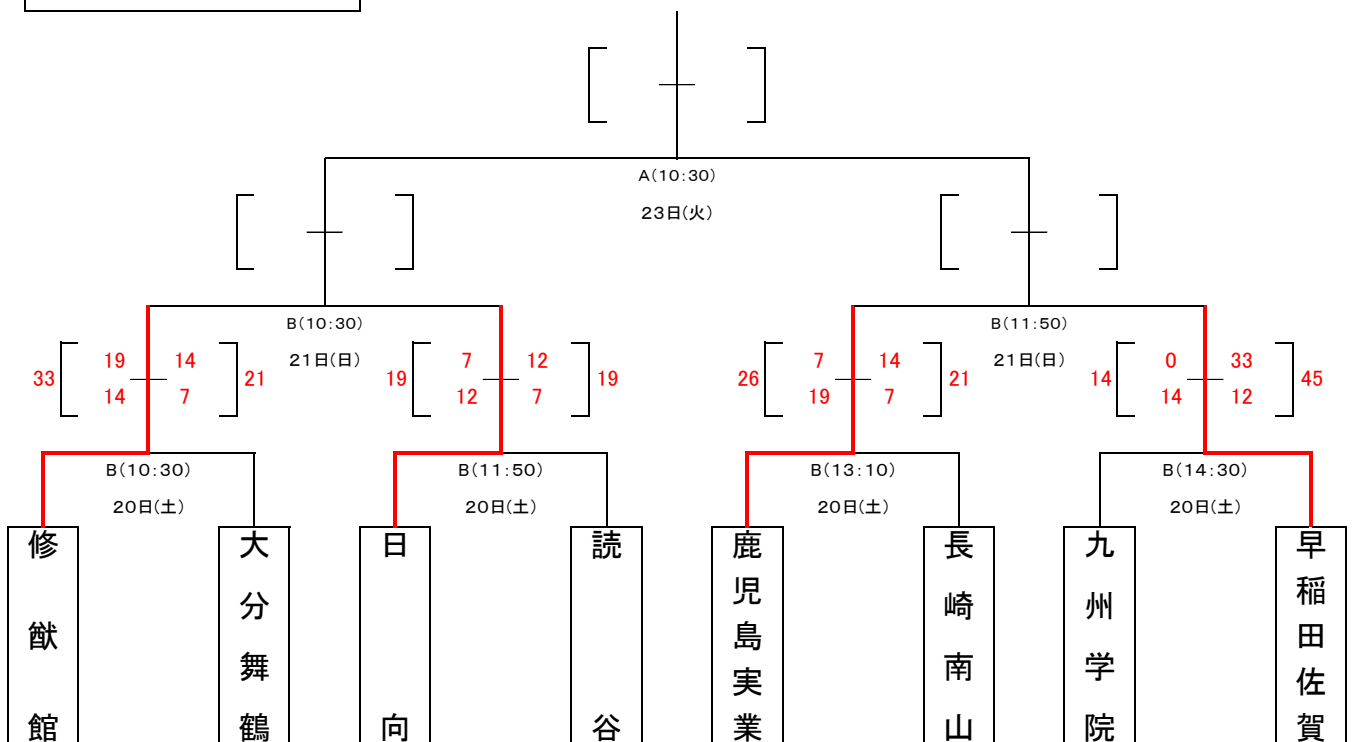 A(10:30)
23日(火)
B(10:30)
21日(日)
B(11:50)
21日(日)
33 19 14 21
14 7
19 7 12 19
12 7
26 7 14 21
19 7
14 0 33 45
14 12
B(10:30)
20日(土)
B(11:50)
20日(土)
B(13:10)
20日(土)
B(14:30)
20日(土)
修猷館
大分舞鶴
日向
読谷
鹿児島実業
長崎南山
九州学院
早稲田佐賀